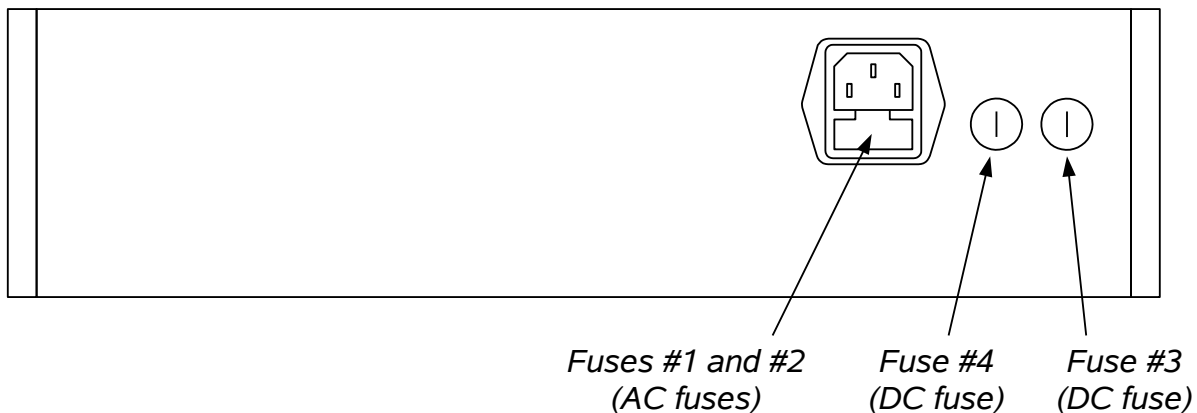 Fuses #1 and #2
(AC fuses)
Fuse #4
(DC fuse)
Fuse #3
(DC fuse)